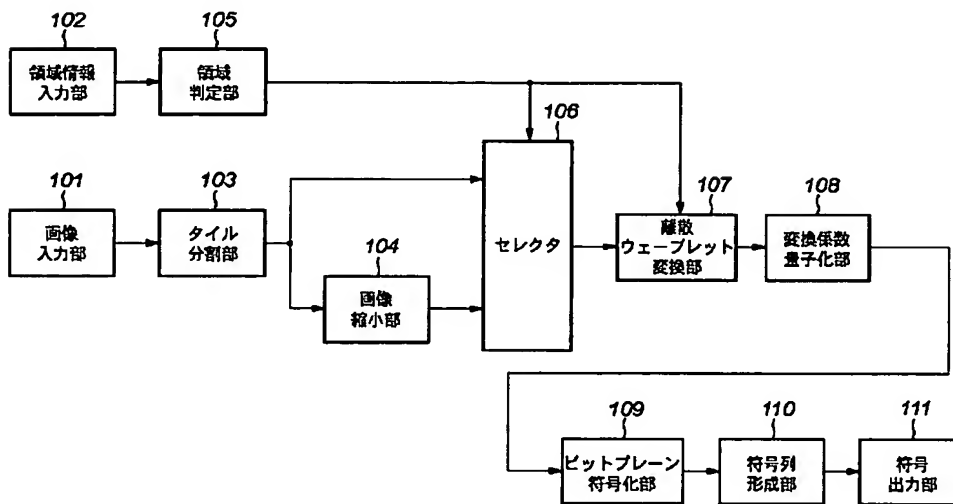 102
領域情報
入力部
105
領域
判定部
106
セレクタ
101
画像
入力部
103
タイル
分割部
104
画像
縮小部
107
離散
ウェーブレット
変換部
108
変換係数
量子化部
109
ビットプレーン
符号化部
110
符号列
形成部
111
符号
出力部